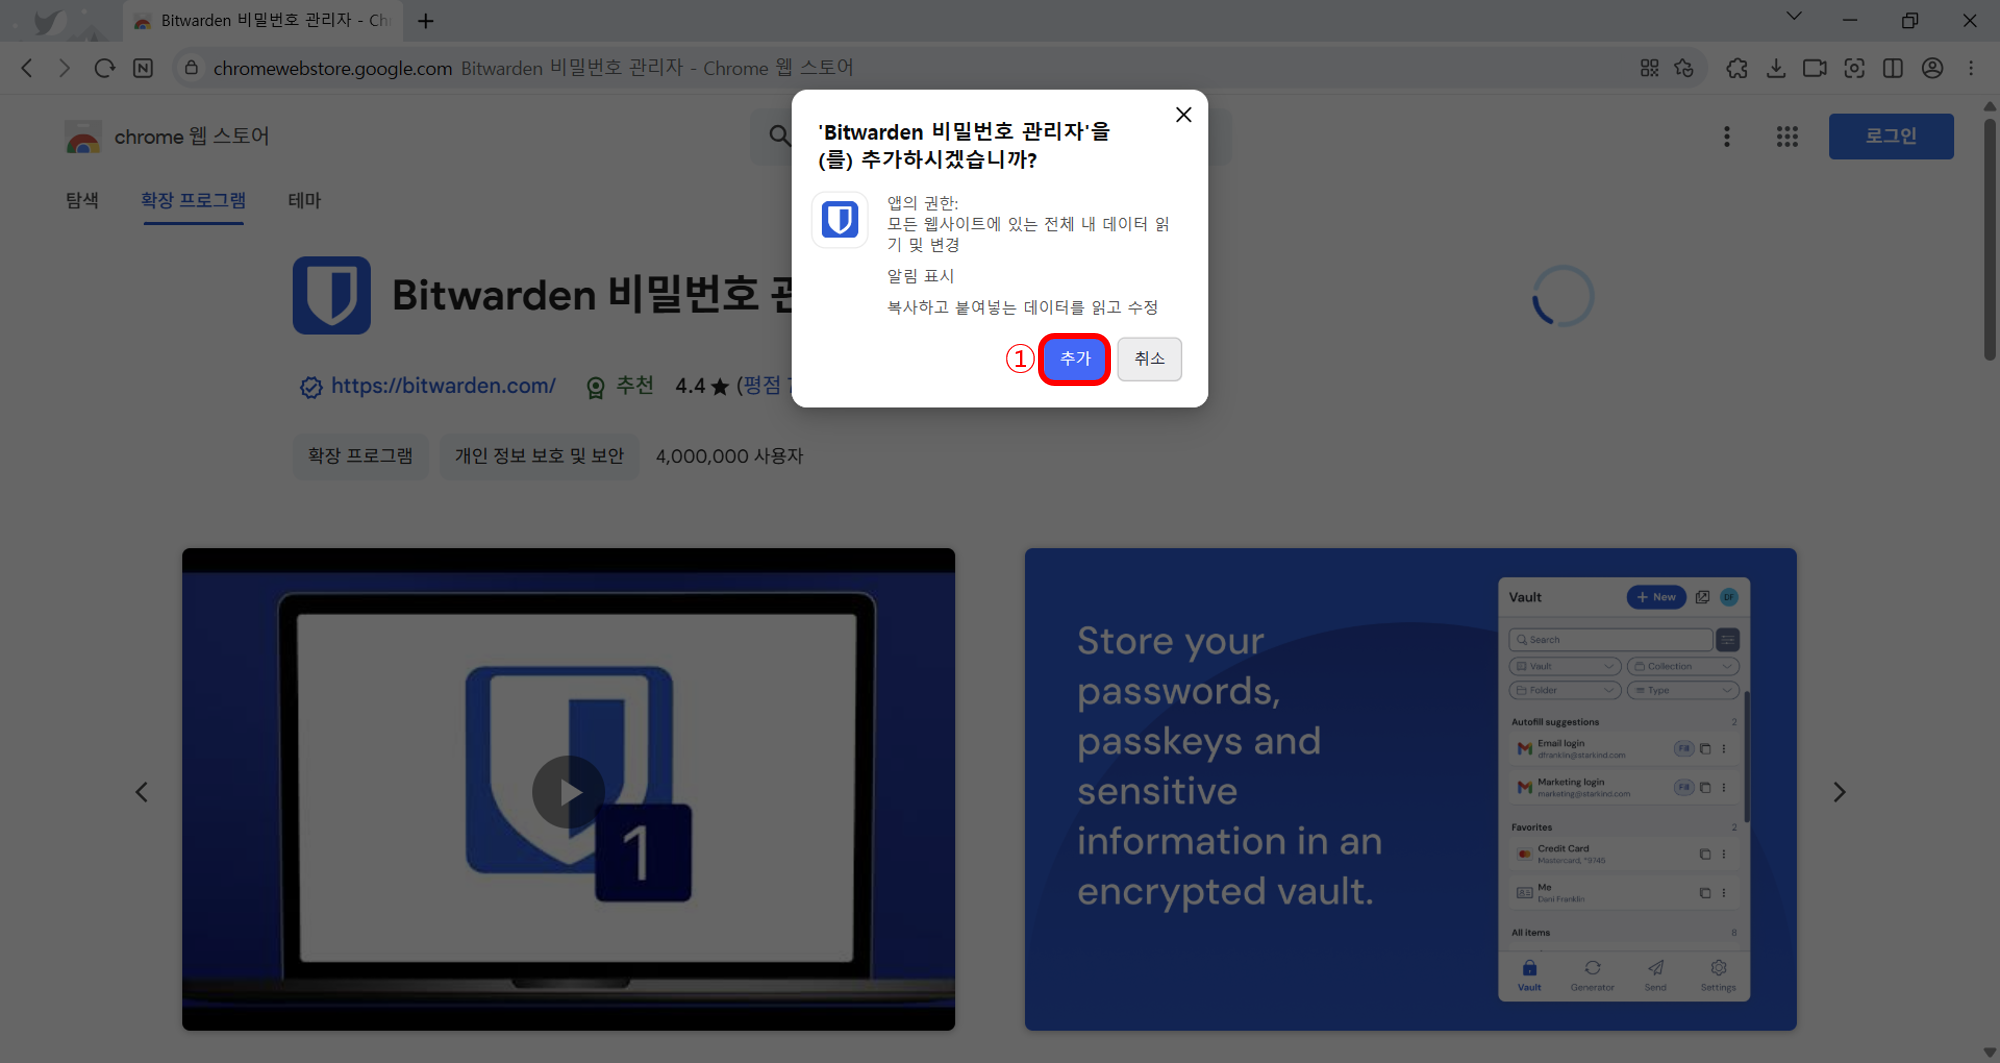 Bitwarden 비밀번호 관리자 - Ch
chromewebstore.google.com Bitwarden 비밀번호 관리자 - Chrome 웹 스토어
chrome 웹 스토어
로그인
탐색 확장 프로그램 테마
'Bitwarden 비밀번호 관리자'을
(를) 추가하시겠습니까?
앱의 권한:
모든 웹사이트에 있는 전체 내 데이터 읽
기 및 변경
알림 표시
복사하고 붙여넣는 데이터를 읽고 수정
① 추가 취소
Bitwarden 비밀번호 관
https://bitwarden.com/ 추천 4.4★ (평점
확장 프로그램 개인 정보 보호 및 보안 4,000,000 사용자
1
Store your
passwords,
passkeys and
sensitive
information in an
encrypted vault.
Vault + New DF
Search
Vault Collection
Folder Type
Autofill suggestions 2
Email login Fill
dfranklin@starkind.com
Marketing login Fill
marketing@starkind.com
Favorites 2
Credit Card
Mastercard, *9745
Me
Dani Franklin
All items 8
Vault Generator Send Settings